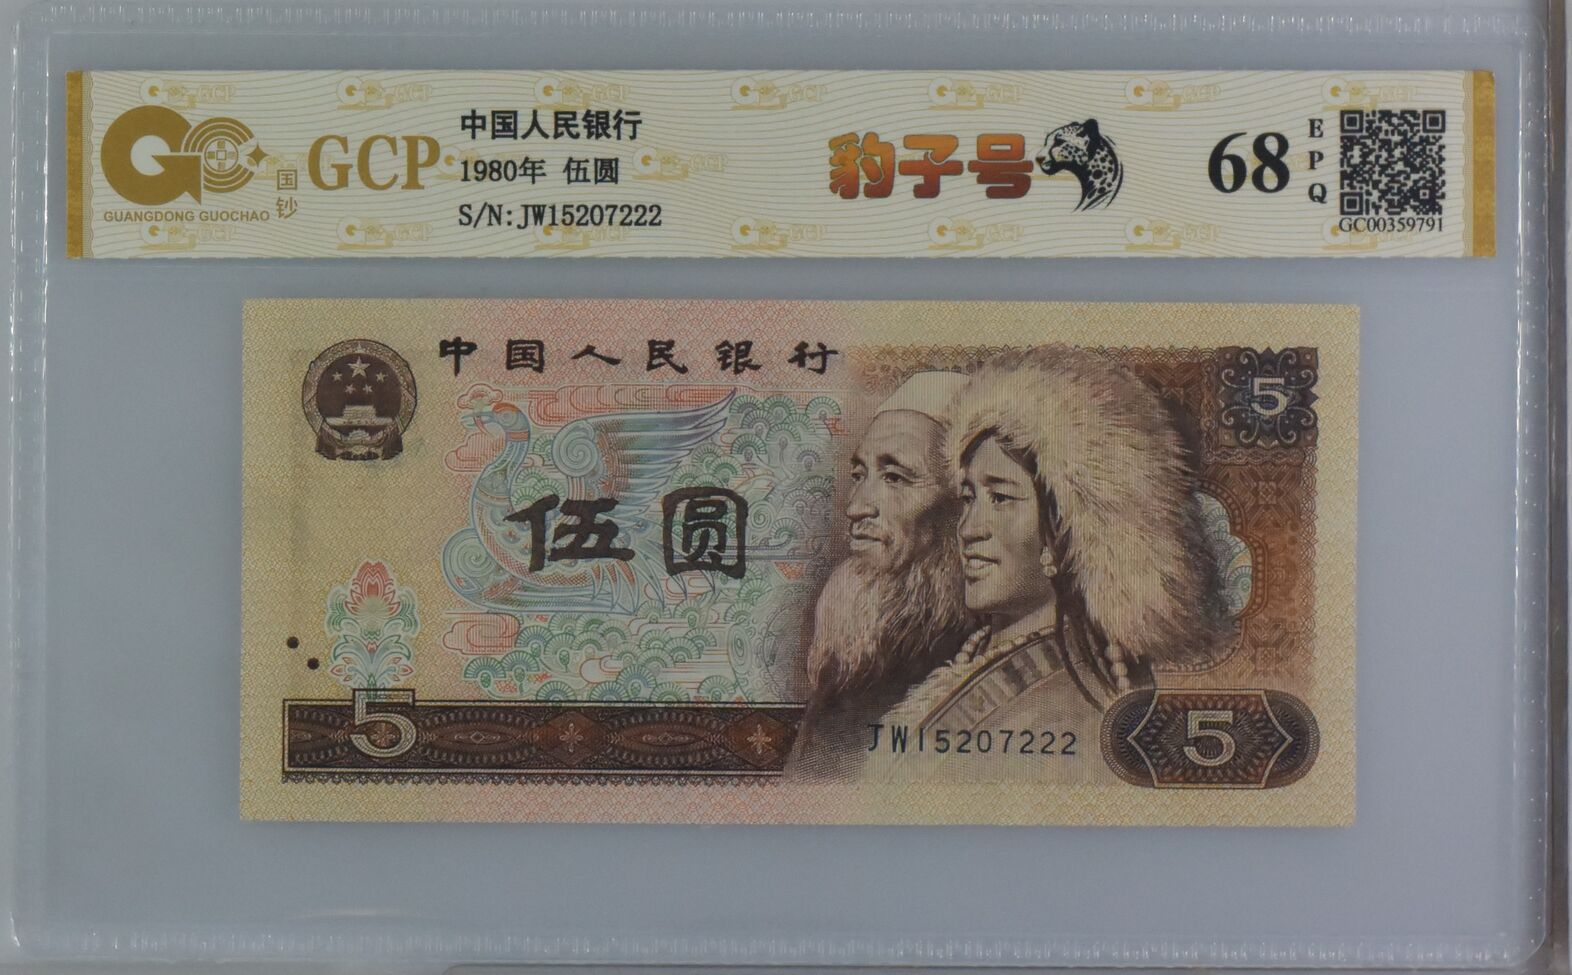 GUANGDONG GUOCHAO
国钞
GCP
中国人民银行
1980年 伍圆
S/N:JW15207222
豹子号
68
EPQ
GC00359791
中国人民银行
5
伍圆
5
JW15207222
5